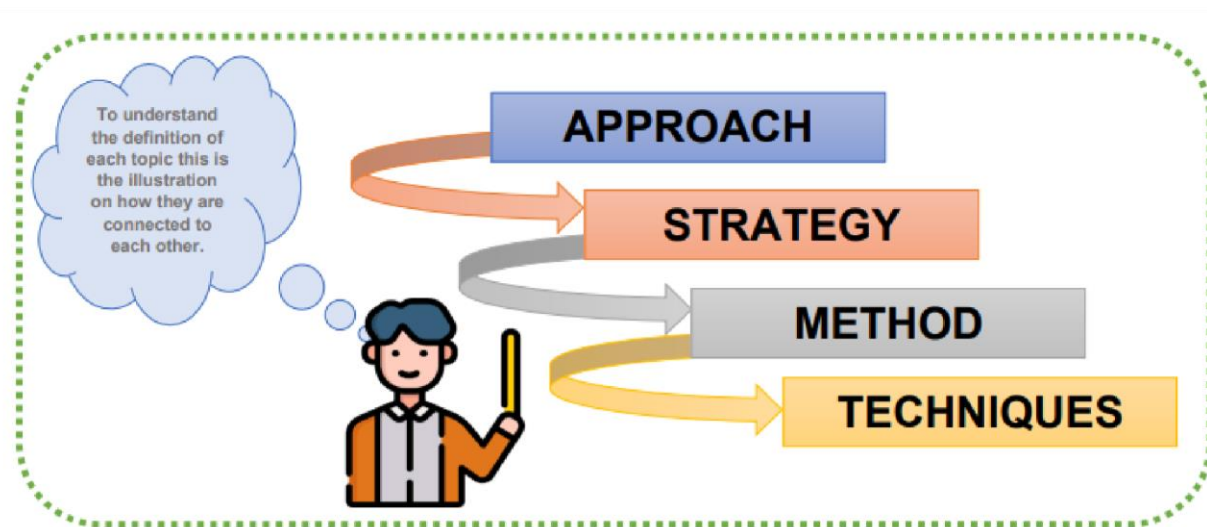 To understand
the definition of
each topic this is
the illustration
on how they are
connected to
each other.
APPROACH
STRATEGY
METHOD
TECHNIQUES